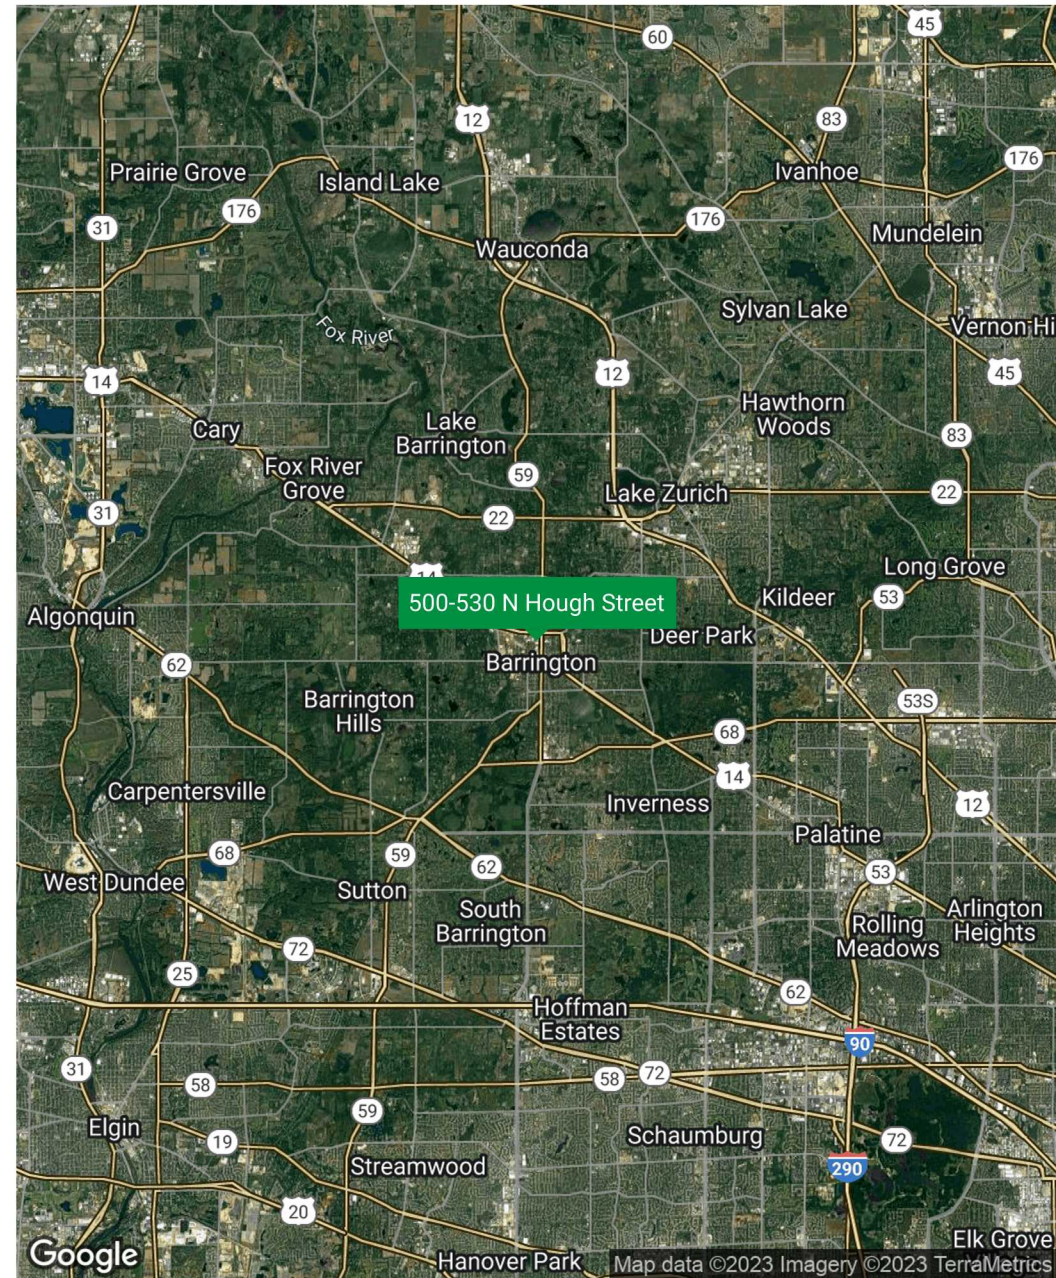 45
60
12
83
Prairie Grove
Island Lake
Ivanhoe
176
176
31
176
Wauconda
Mundelein
Sylvan Lake
Fox River
Vernon Hi
14
12
45
Cary
Lake
Barrington
Hawthorn
Woods
83
Fox River
Grove
59
Lake Zurich
22
31
22
14
Long Grove
500-530 N Hough Street
Kildeer
53
Algonquin
Deer Park
62
Barrington
Barrington
Hills
53S
68
14
Carpentersville
Inverness
12
Palatine
68
59
62
53
West Dundee
Sutton
South
Barrington
Rolling
Meadows
Arlington
Heights
72
25
62
Hoffman
Estates
90
31
58
58
72
59
Elgin
19
Schaumburg
72
Streamwood
290
20
Elk Grove
Google
Hanover Park
Map data ©2023 Imagery ©2023 TerraMetrics